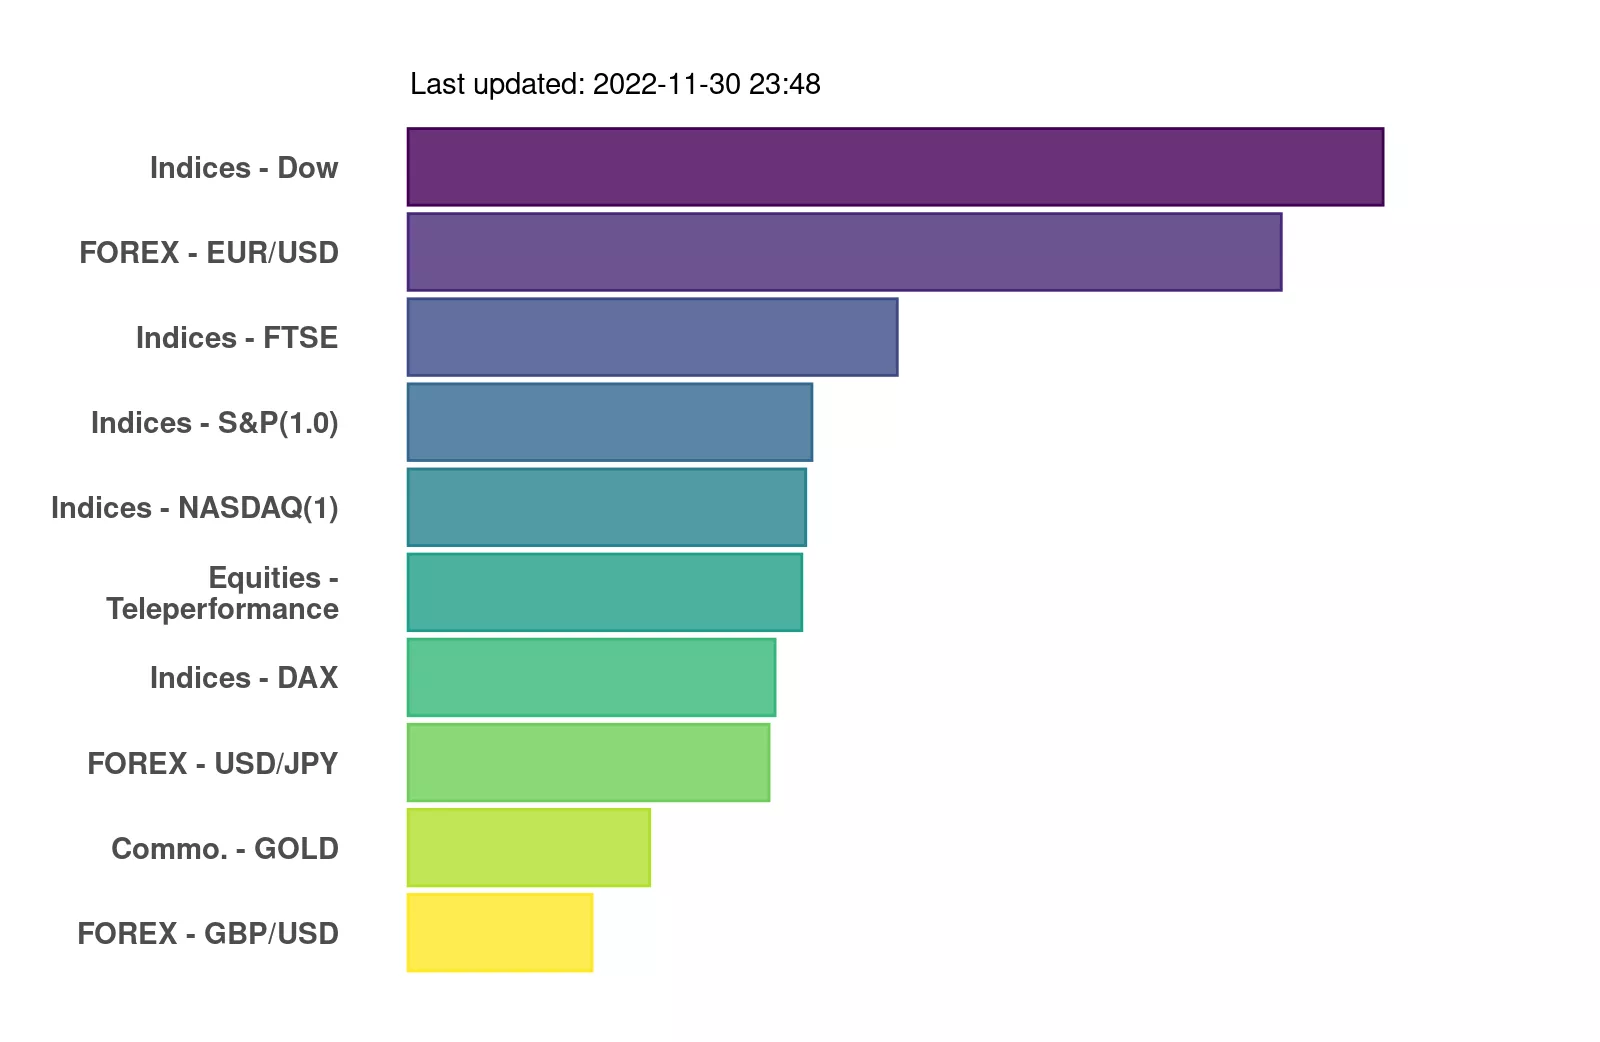 Last updated: 2022-11-30 23:48
Indices - Dow
FOREX - EUR/USD
Indices - FTSE
Indices - S&P(1.0)
Indices - NASDAQ(1)
Equities -
Teleperformance
Indices - DAX
FOREX - USD/JPY
Commo. - GOLD
FOREX - GBP/USD